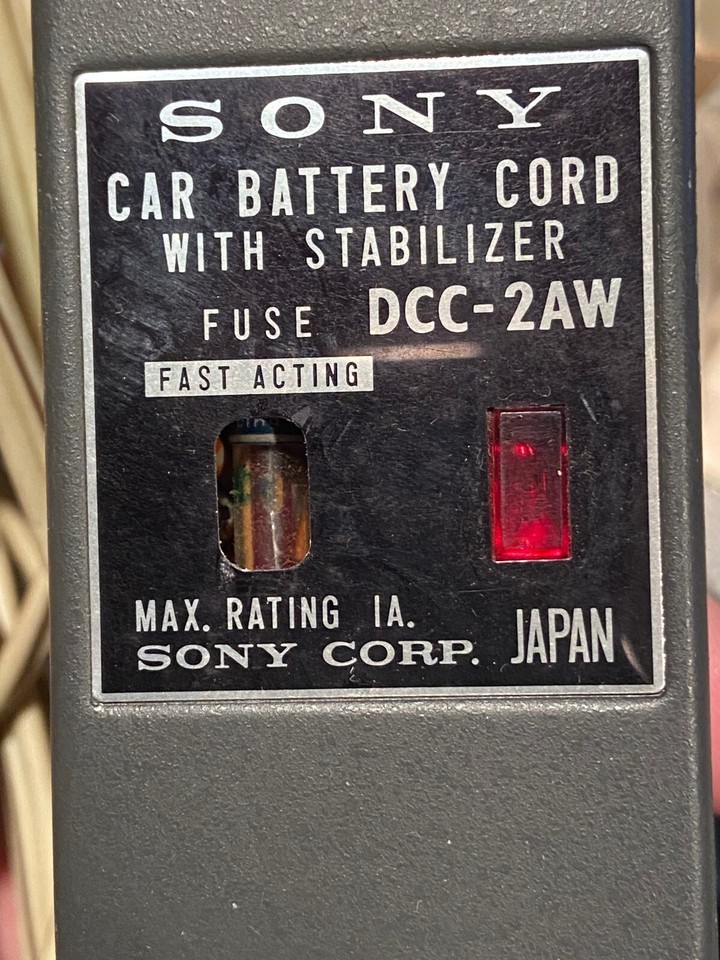 SONY
CAR BATTERY CORD
WITH STABILIZER
FUSE DCC-2AW
FAST ACTING
MAX. RATING 1A.
SONY CORP. JAPAN